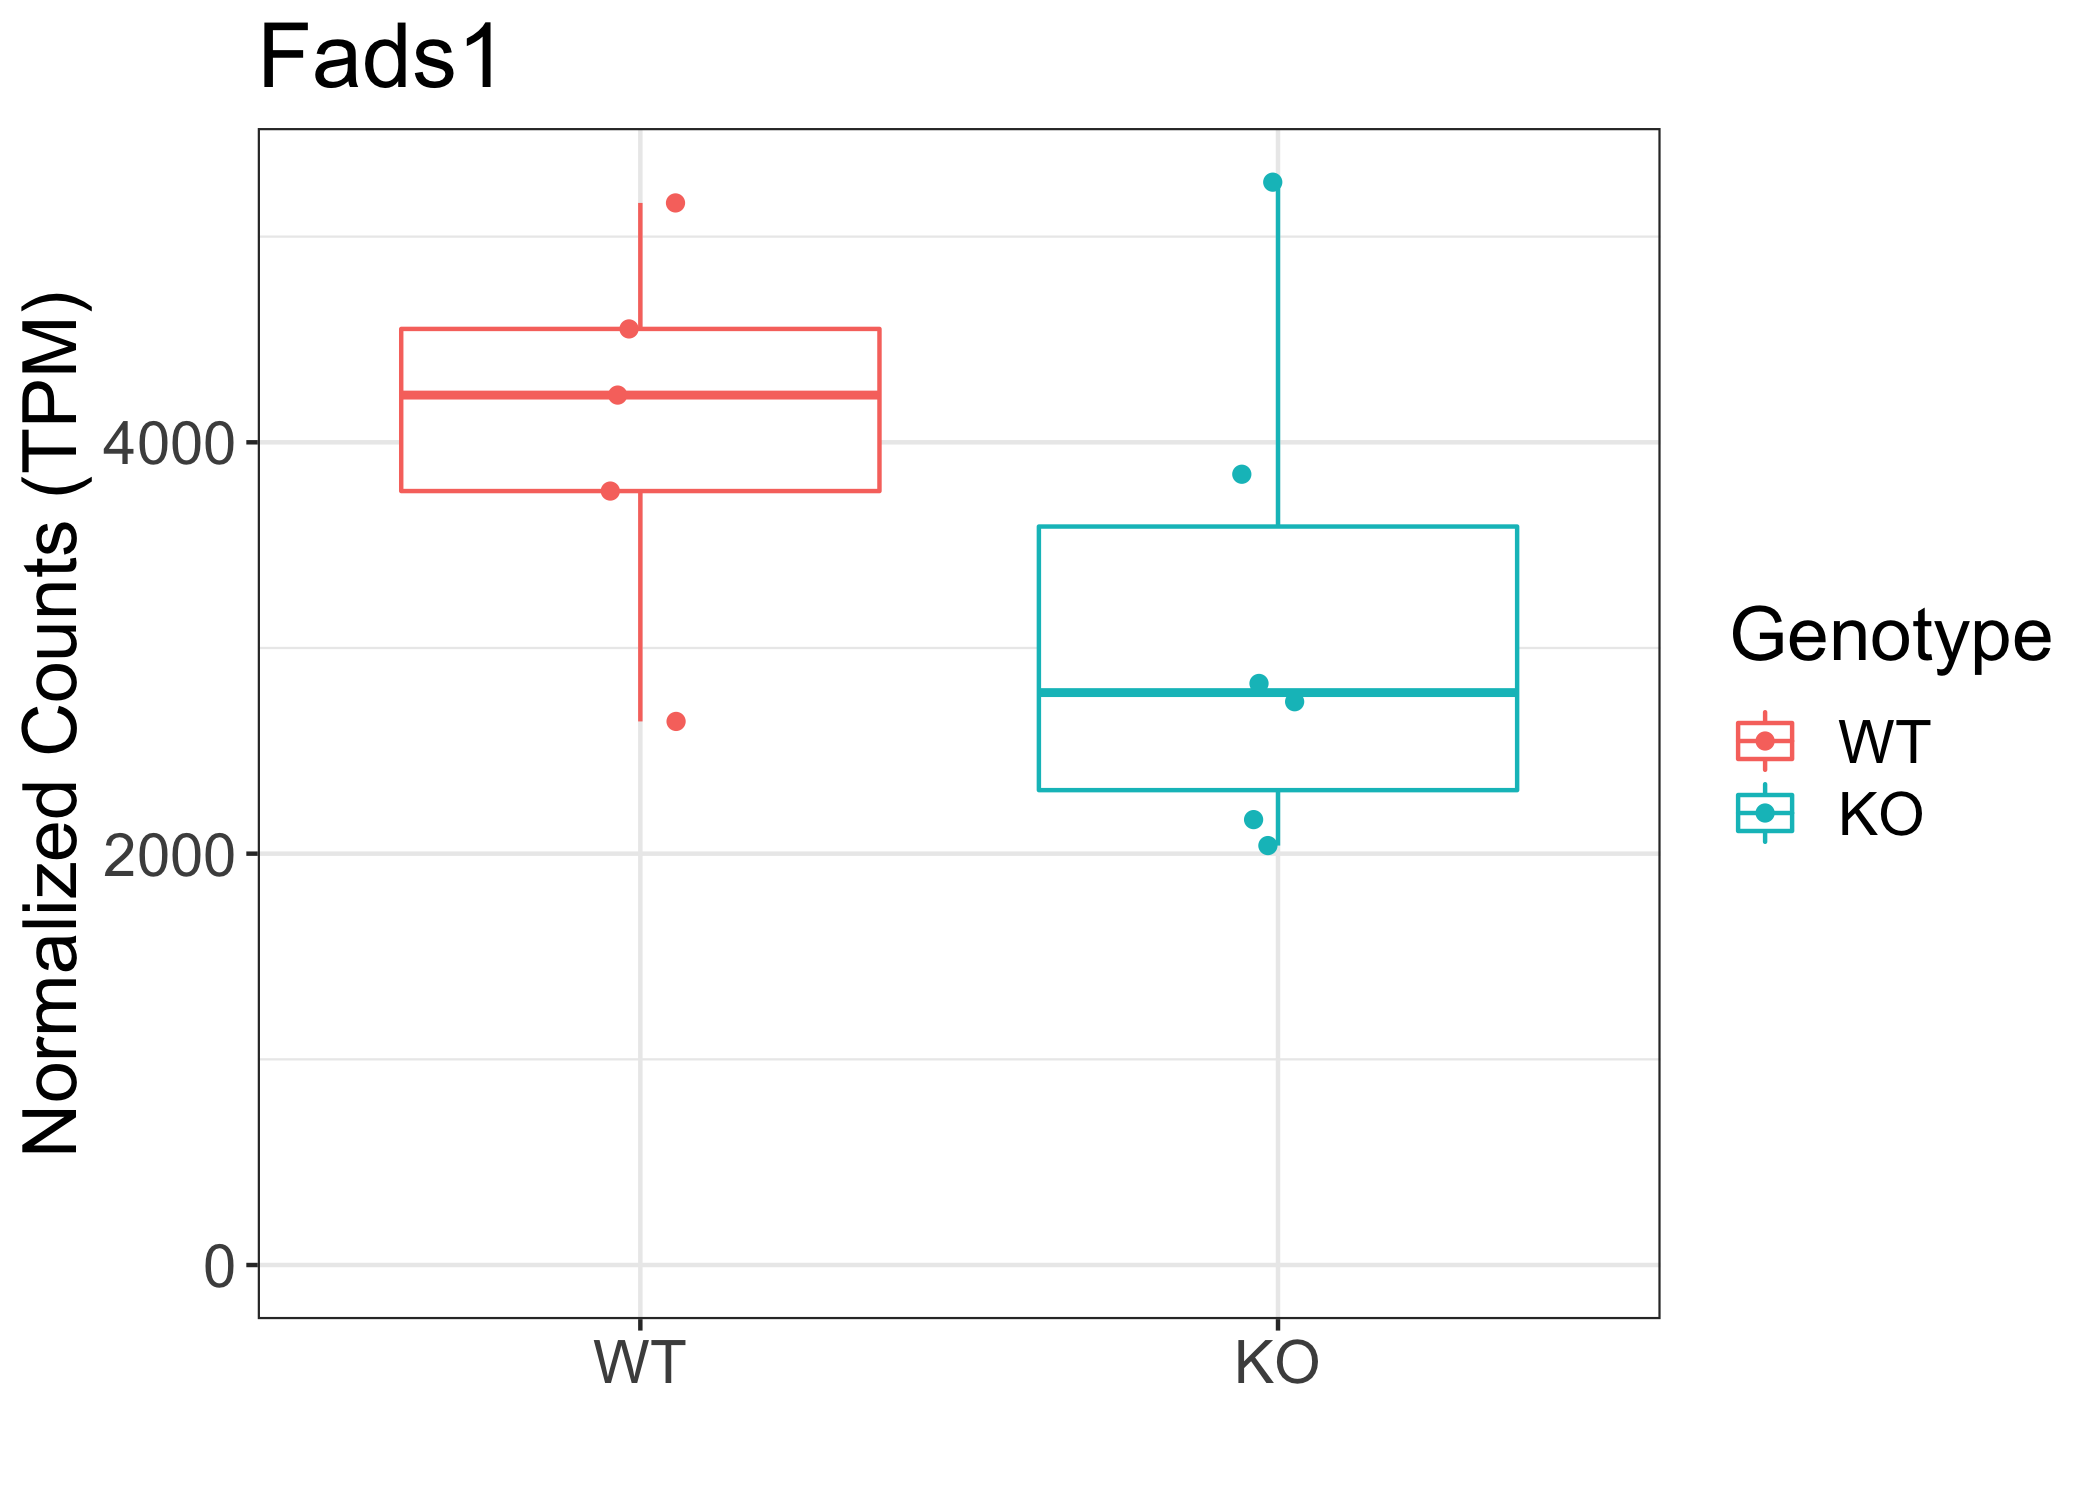 Fads1
Normalized Counts (TPM)
4000
2000
0
WT
KO
Genotype
WT
KO